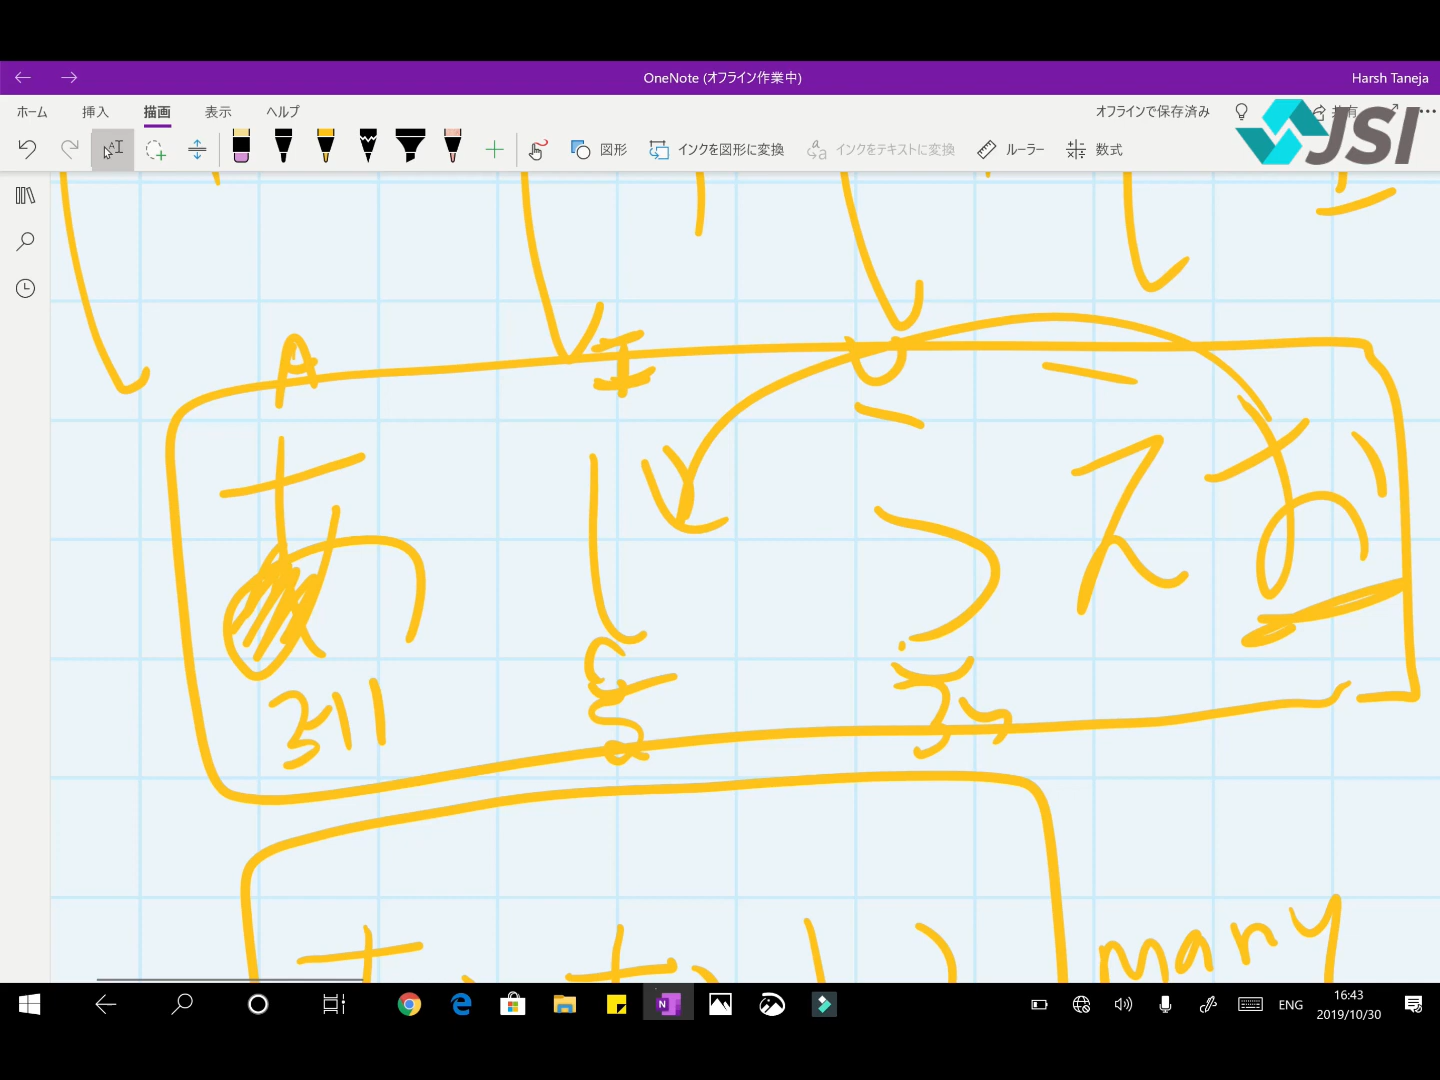 OneNote (オフライン作業中)
Harsh Taneja
ホーム 挿入 描画 表示 ヘルプ
オフラインで保存済み
共有
JSI
図形 インクを図形に変換 インクをテキストに変換 ルーラー 数式
A I U
あ い う え お
many
ENG
16:43
2019/10/30